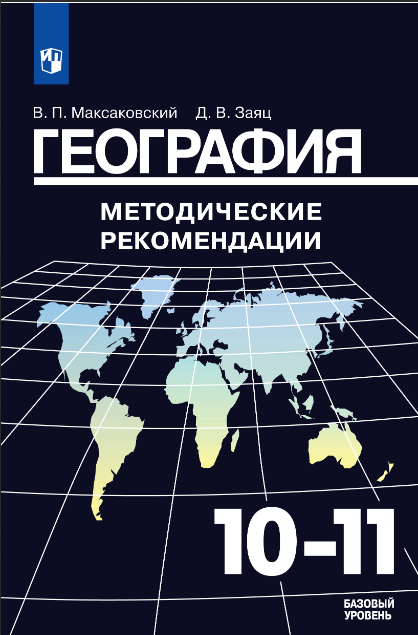 В. П. Максаковский Д. В. Заяц
ГЕОГРАФИЯ
МЕТОДИЧЕСКИЕ
РЕКОМЕНДАЦИИ
10–11
БАЗОВЫЙ
УРОВЕНЬ